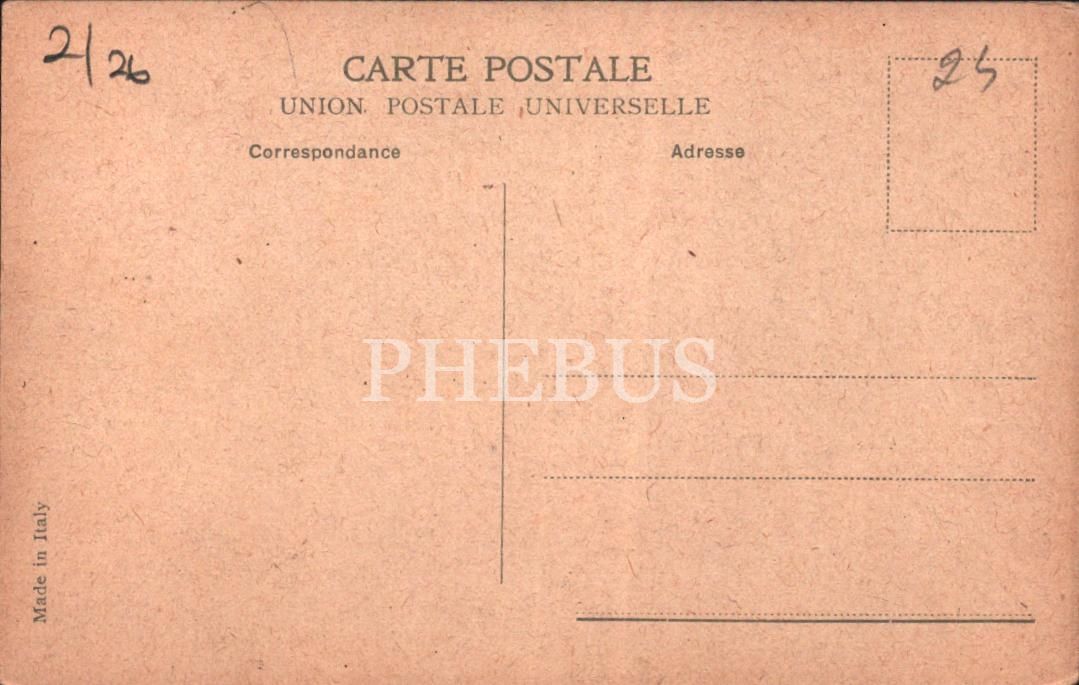 2/26
25
CARTE POSTALE
UNION POSTALE UNIVERSELLE
Correspondance
Adresse
PHEBUS
Made in Italy